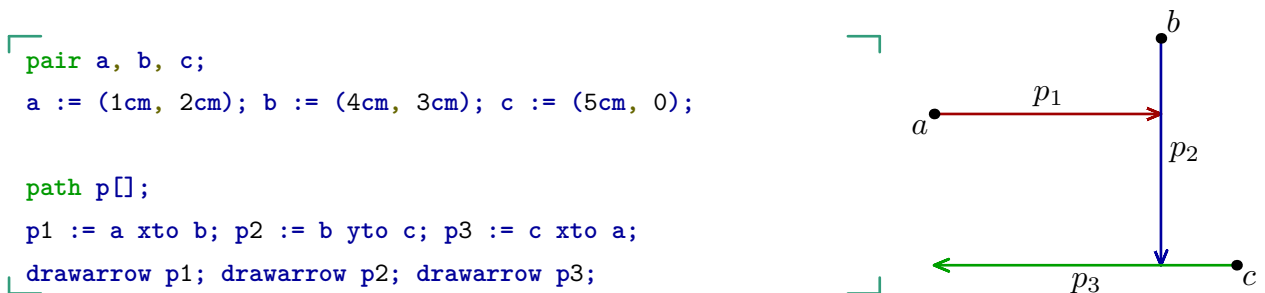 pair a, b, c;
a := (1cm, 2cm); b := (4cm, 3cm); c := (5cm, 0);
path p[];
p1 := a xto b; p2 := b yto c; p3 := c xto a;
drawarrow p1; drawarrow p2; drawarrow p3;
b
p₁
a
p₂
p₃
c